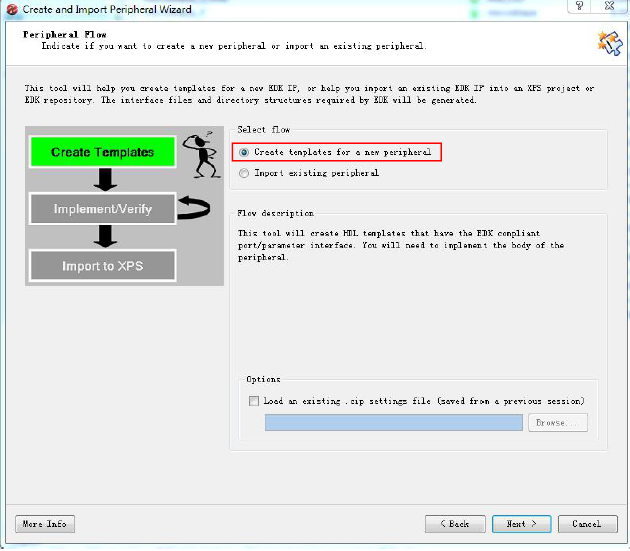 Create and Import Peripheral Wizard
Peripheral Flow
Indicate if you want to create a new peripheral or import an existing peripheral.
This tool will help you create templates for a new EDK IP, or help you import an existing EDK IP into an XPS project or
EDK repository. The interface files and directory structures required by EDK will be generated.
Create Templates
Implement/Verify
Import to XPS
Select flow
Create templates for a new peripheral
Import existing peripheral
Flow description
This tool will create HDL templates that have the EDK compliant
port/parameter interface. You will need to implement the body of the
peripheral.
Options
Load an existing .cip settings file (saved from a previous session)
Browse...
More Info
< Back
Next >
Cancel